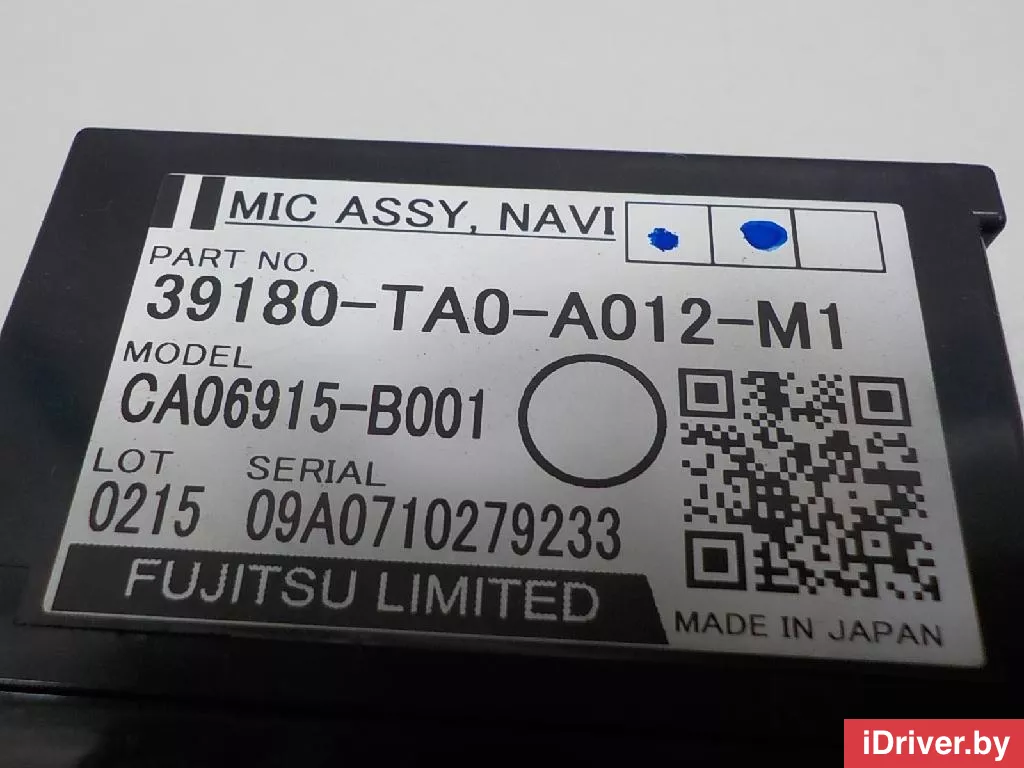 MIC ASSY, NAVI
PART NO.
39180-TA0-A012-M1
MODEL
CA06915-B001
LOT SERIAL
0215 09A0710279233
FUJITSU LIMITED
MADE IN JAPAN
iDriver.by